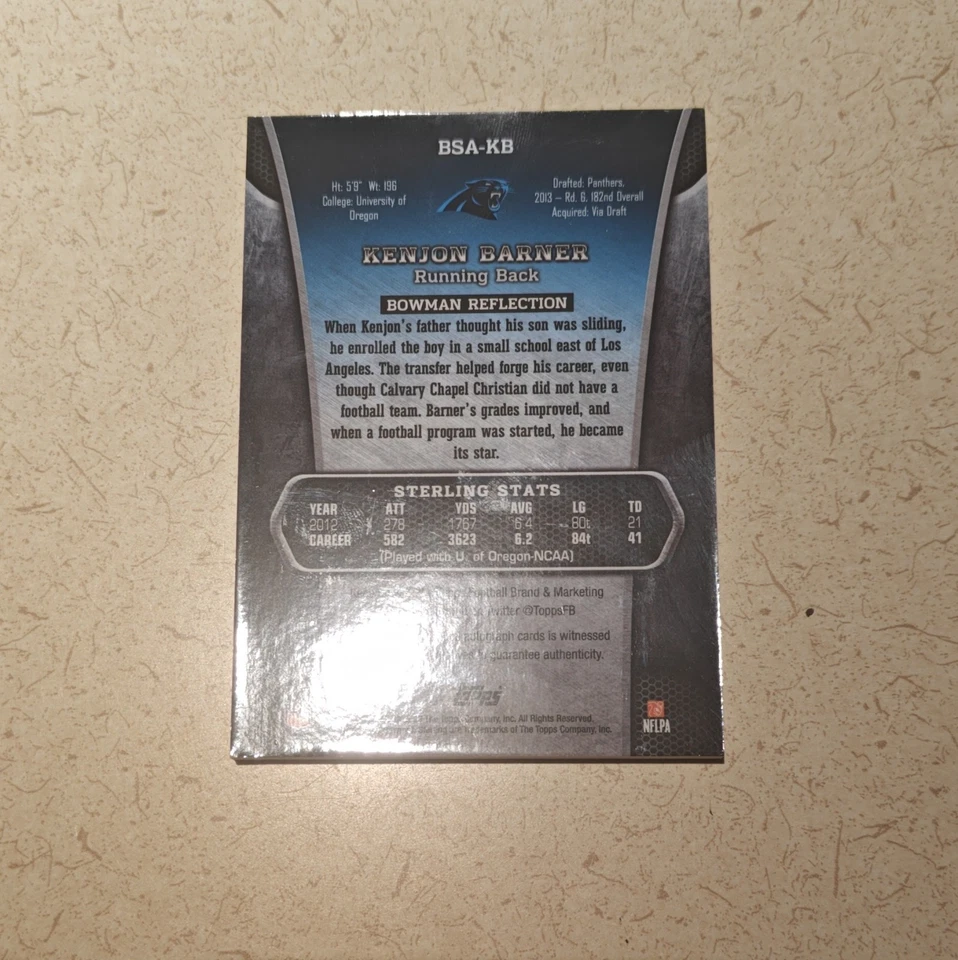 BSA-KB
Ht: 5'9" Wt: 196
College: University of
Oregon
Drafted: Panthers,
2013 – Rd. 6, 182nd Overall
Acquired: Via Draft
KENJON BARNER
Running Back
BOWMAN REFLECTION
When Kenjon's father thought his son was sliding,
he enrolled the boy in a small school east of Los
Angeles. The transfer helped forge his career, even
though Calvary Chapel Christian did not have a
football team. Barner's grades improved, and
when a football program was started, he became
its star.
STERLING STATS
YEAR ATT YDS AVG LG TD
2012 278 1767 6.4 80t 21
CAREER 582 3623 6.2 84t 41
(Played with U. of Oregon-NCAA)
Football Brand & Marketing
Twitter @ToppsFB
autograph cards is witnessed
guarantee authenticity.
topps
The Topps Company, Inc. All Rights Reserved.
are trademarks of The Topps Company, Inc.
NFLPA